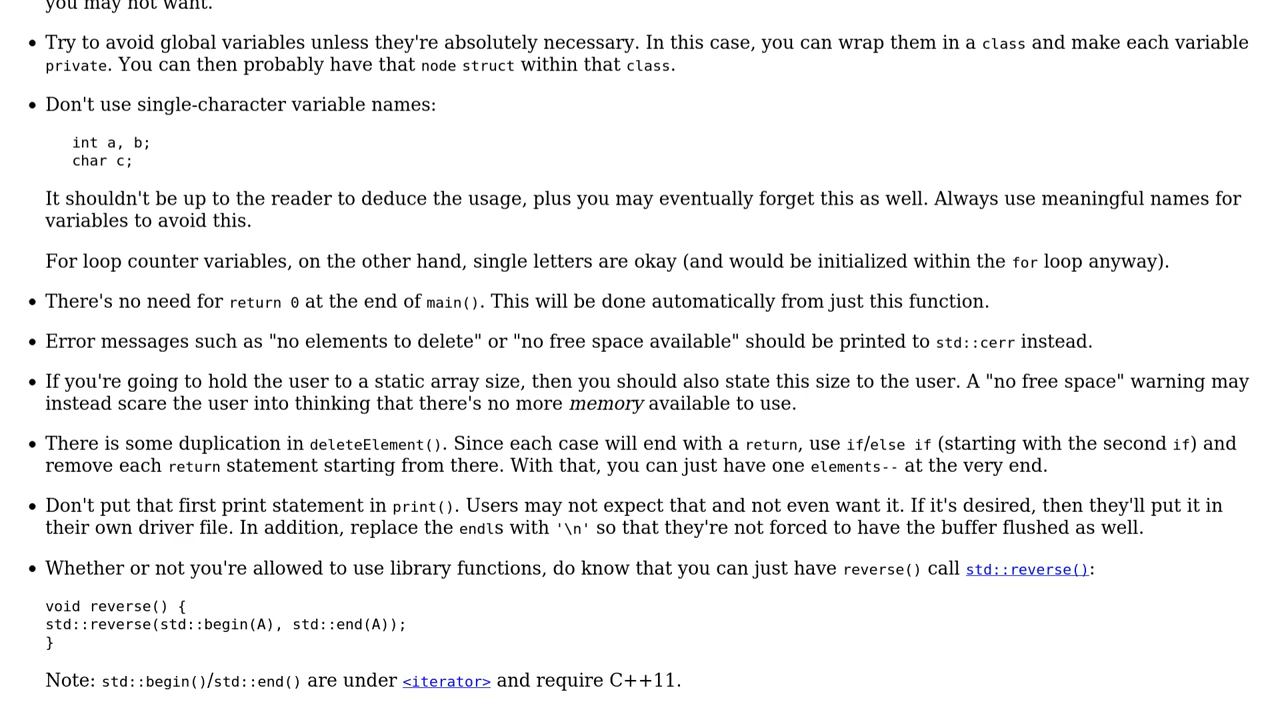 you may not want.
Try to avoid global variables unless they're absolutely necessary. In this case, you can wrap them in a class and make each variable
private. You can then probably have that node struct within that class.
Don't use single-character variable names:
int a, b;
char c;
It shouldn't be up to the reader to deduce the usage, plus you may eventually forget this as well. Always use meaningful names for
variables to avoid this.
For loop counter variables, on the other hand, single letters are okay (and would be initialized within the for loop anyway).
There's no need for return 0 at the end of main(). This will be done automatically from just this function.
Error messages such as "no elements to delete" or "no free space available" should be printed to std::cerr instead.
If you're going to hold the user to a static array size, then you should also state this size to the user. A "no free space" warning may
instead scare the user into thinking that there's no more memory available to use.
There is some duplication in deleteElement(). Since each case will end with a return, use if/else if (starting with the second if) and
remove each return statement starting from there. With that, you can just have one elements-- at the very end.
Don't put that first print statement in print(). Users may not expect that and not even want it. If it's desired, then they'll put it in
their own driver file. In addition, replace the endls with '\n' so that they're not forced to have the buffer flushed as well.
Whether or not you're allowed to use library functions, do know that you can just have reverse() call std::reverse():
void reverse() {
std::reverse(std::begin(A), std::end(A));
}
Note: std::begin()/std::end() are under <iterator> and require C++11.